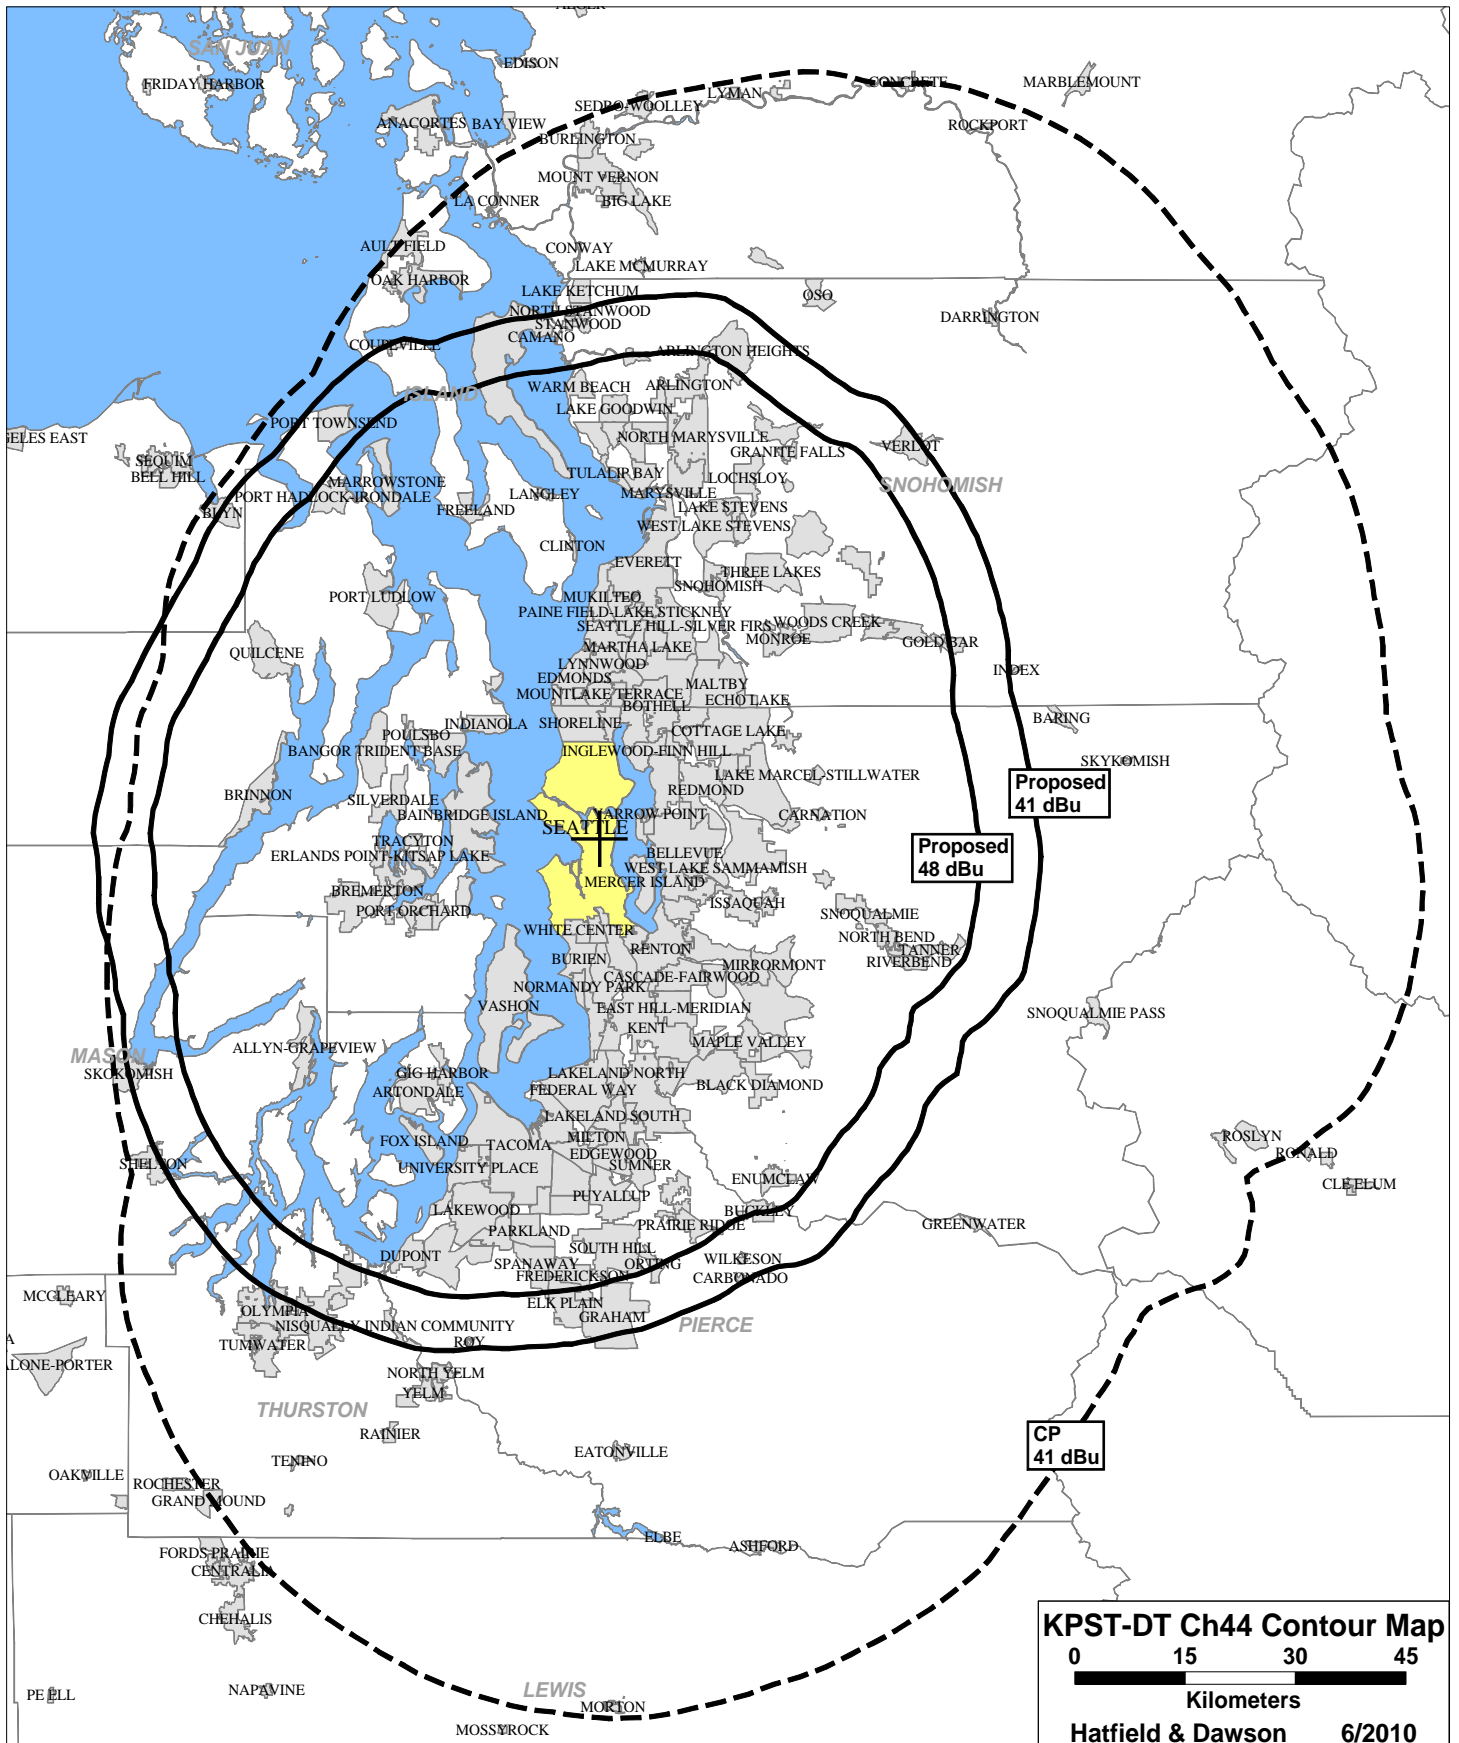 ALGER
SAN JUAN
EDISON
FRIDAY HARBOR
CONCRETE
MARBLEMOUNT
LYMAN
SEDRO-WOOLLEY
ANACORTES
BAY VIEW
ROCKPORT
BURLINGTON
MOUNT VERNON
LA CONNER
BIG LAKE
AULT FIELD
CONWAY
LAKE MCMURRAY
OAK HARBOR
LAKE KETCHUM
OSO
NORTH STANWOOD
DARRINGTON
STANWOOD
CAMANO
COUPEVILLE
ARLINGTON HEIGHTS
WARM BEACH
ARLINGTON
ISLAND
LAKE GOODWIN
PORT TOWNSEND
GELES EAST
NORTH MARYSVILLE
VERLOT
GRANITE FALLS
SEQUIM
BELL HILL
TULALIP BAY
LOCHSLOY
MARROWSTONE
SNOHOMISH
PORT HADLOCK-IRONDALE
LANGLEY
MARYSVILLE
BLYN
FREELAND
LAKE STEVENS
WEST LAKE STEVENS
CLINTON
EVERETT
THREE LAKES
SNOHOMISH
PORT LUDLOW
MUKILTEO
PAINE FIELD-LAKE STICKNEY
SEATTLE HILL-SILVER FIRS
WOODS CREEK
MONROE
GOLD BAR
QUILCENE
MARTHA LAKE
LYNNWOOD
INDEX
EDMONDS
MALTBY
MOUNTLAKE TERRACE
ECHO LAKE
BOTHELL
BARING
INDIANOLA
SHORELINE
COTTAGE LAKE
POULSBO
BANGOR TRIDENT BASE
INGLEWOOD-FINN HILL
SKYKOMISH
LAKE MARCEL-STILLWATER
Proposed
41 dBu
BRINNON
REDMOND
SILVERDALE
BAINBRIDGE ISLAND
YARROW POINT
CARNATION
SEATTLE
TRACYTON
Proposed
48 dBu
ERLANDS POINT-KITSAP LAKE
BELLEVUE
WEST LAKE SAMMAMISH
MERCER ISLAND
BREMERTON
ISSAQUAH
PORT ORCHARD
SNOQUALMIE
WHITE CENTER
NORTH BEND
RENTON
TANNER
BURIEN
RIVERBEND
MIRRORMONT
CASCADE-FAIRWOOD
NORMANDY PARK
VASHON
EAST HILL-MERIDIAN
SNOQUALMIE PASS
KENT
ALLYN-GRAPEVIEW
MAPLE VALLEY
MASON
SKOKOMISH
GIG HARBOR
LAKELAND NORTH
ARTONDALE
FEDERAL WAY
BLACK DIAMOND
LAKELAND SOUTH
FOX ISLAND
TACOMA
MILTON
ROSLYN
EDGEWOOD
RONALD
SHELTON
UNIVERSITY PLACE
SUMNER
ENUMCLAW
CLE ELUM
PUYALLUP
LAKEWOOD
BUCKLEY
PRAIRIE RIDGE
GREENWATER
PARKLAND
SOUTH HILL
DUPONT
SPANAWAY
ORTING
WILKESON
FREDERICKSON
CARBONADO
MCCLEARY
ELK PLAIN
OLYMPIA
GRAHAM
NISQUALLY INDIAN COMMUNITY
PIERCE
A
TUMWATER
ROY
ALONE-PORTER
NORTH YELM
YELM
THURSTON
RAINIER
CP
41 dBu
EATONVILLE
TENINO
OAKVILLE
ROCHESTER
GRAND MOUND
ELBE
ASHFORD
FORDS PRAIRIE
CENTRALIA
CHEHALIS
KPST-DT Ch44 Contour Map
0 15 30 45
Kilometers
Hatfield & Dawson 6/2010
PE ELL
NAPAVINE
LEWIS
MORTON
MOSSYROCK